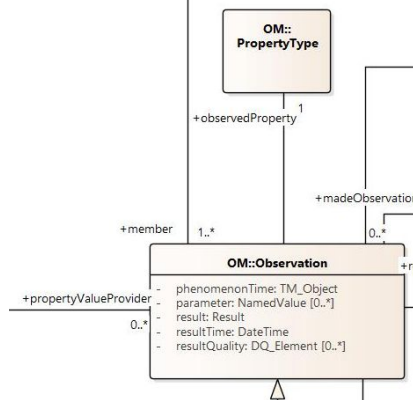 OM::
PropertyType
1
+observedProperty
+madeObservation
+member
1..*
0..*
OM::Observation
+r
- phenomenonTime: TM_Object
+propertyValueProvider
- parameter: NamedValue [0..*]
0..*
- result: Result
- resultTime: DateTime
- resultQuality: DQ_Element [0..*]